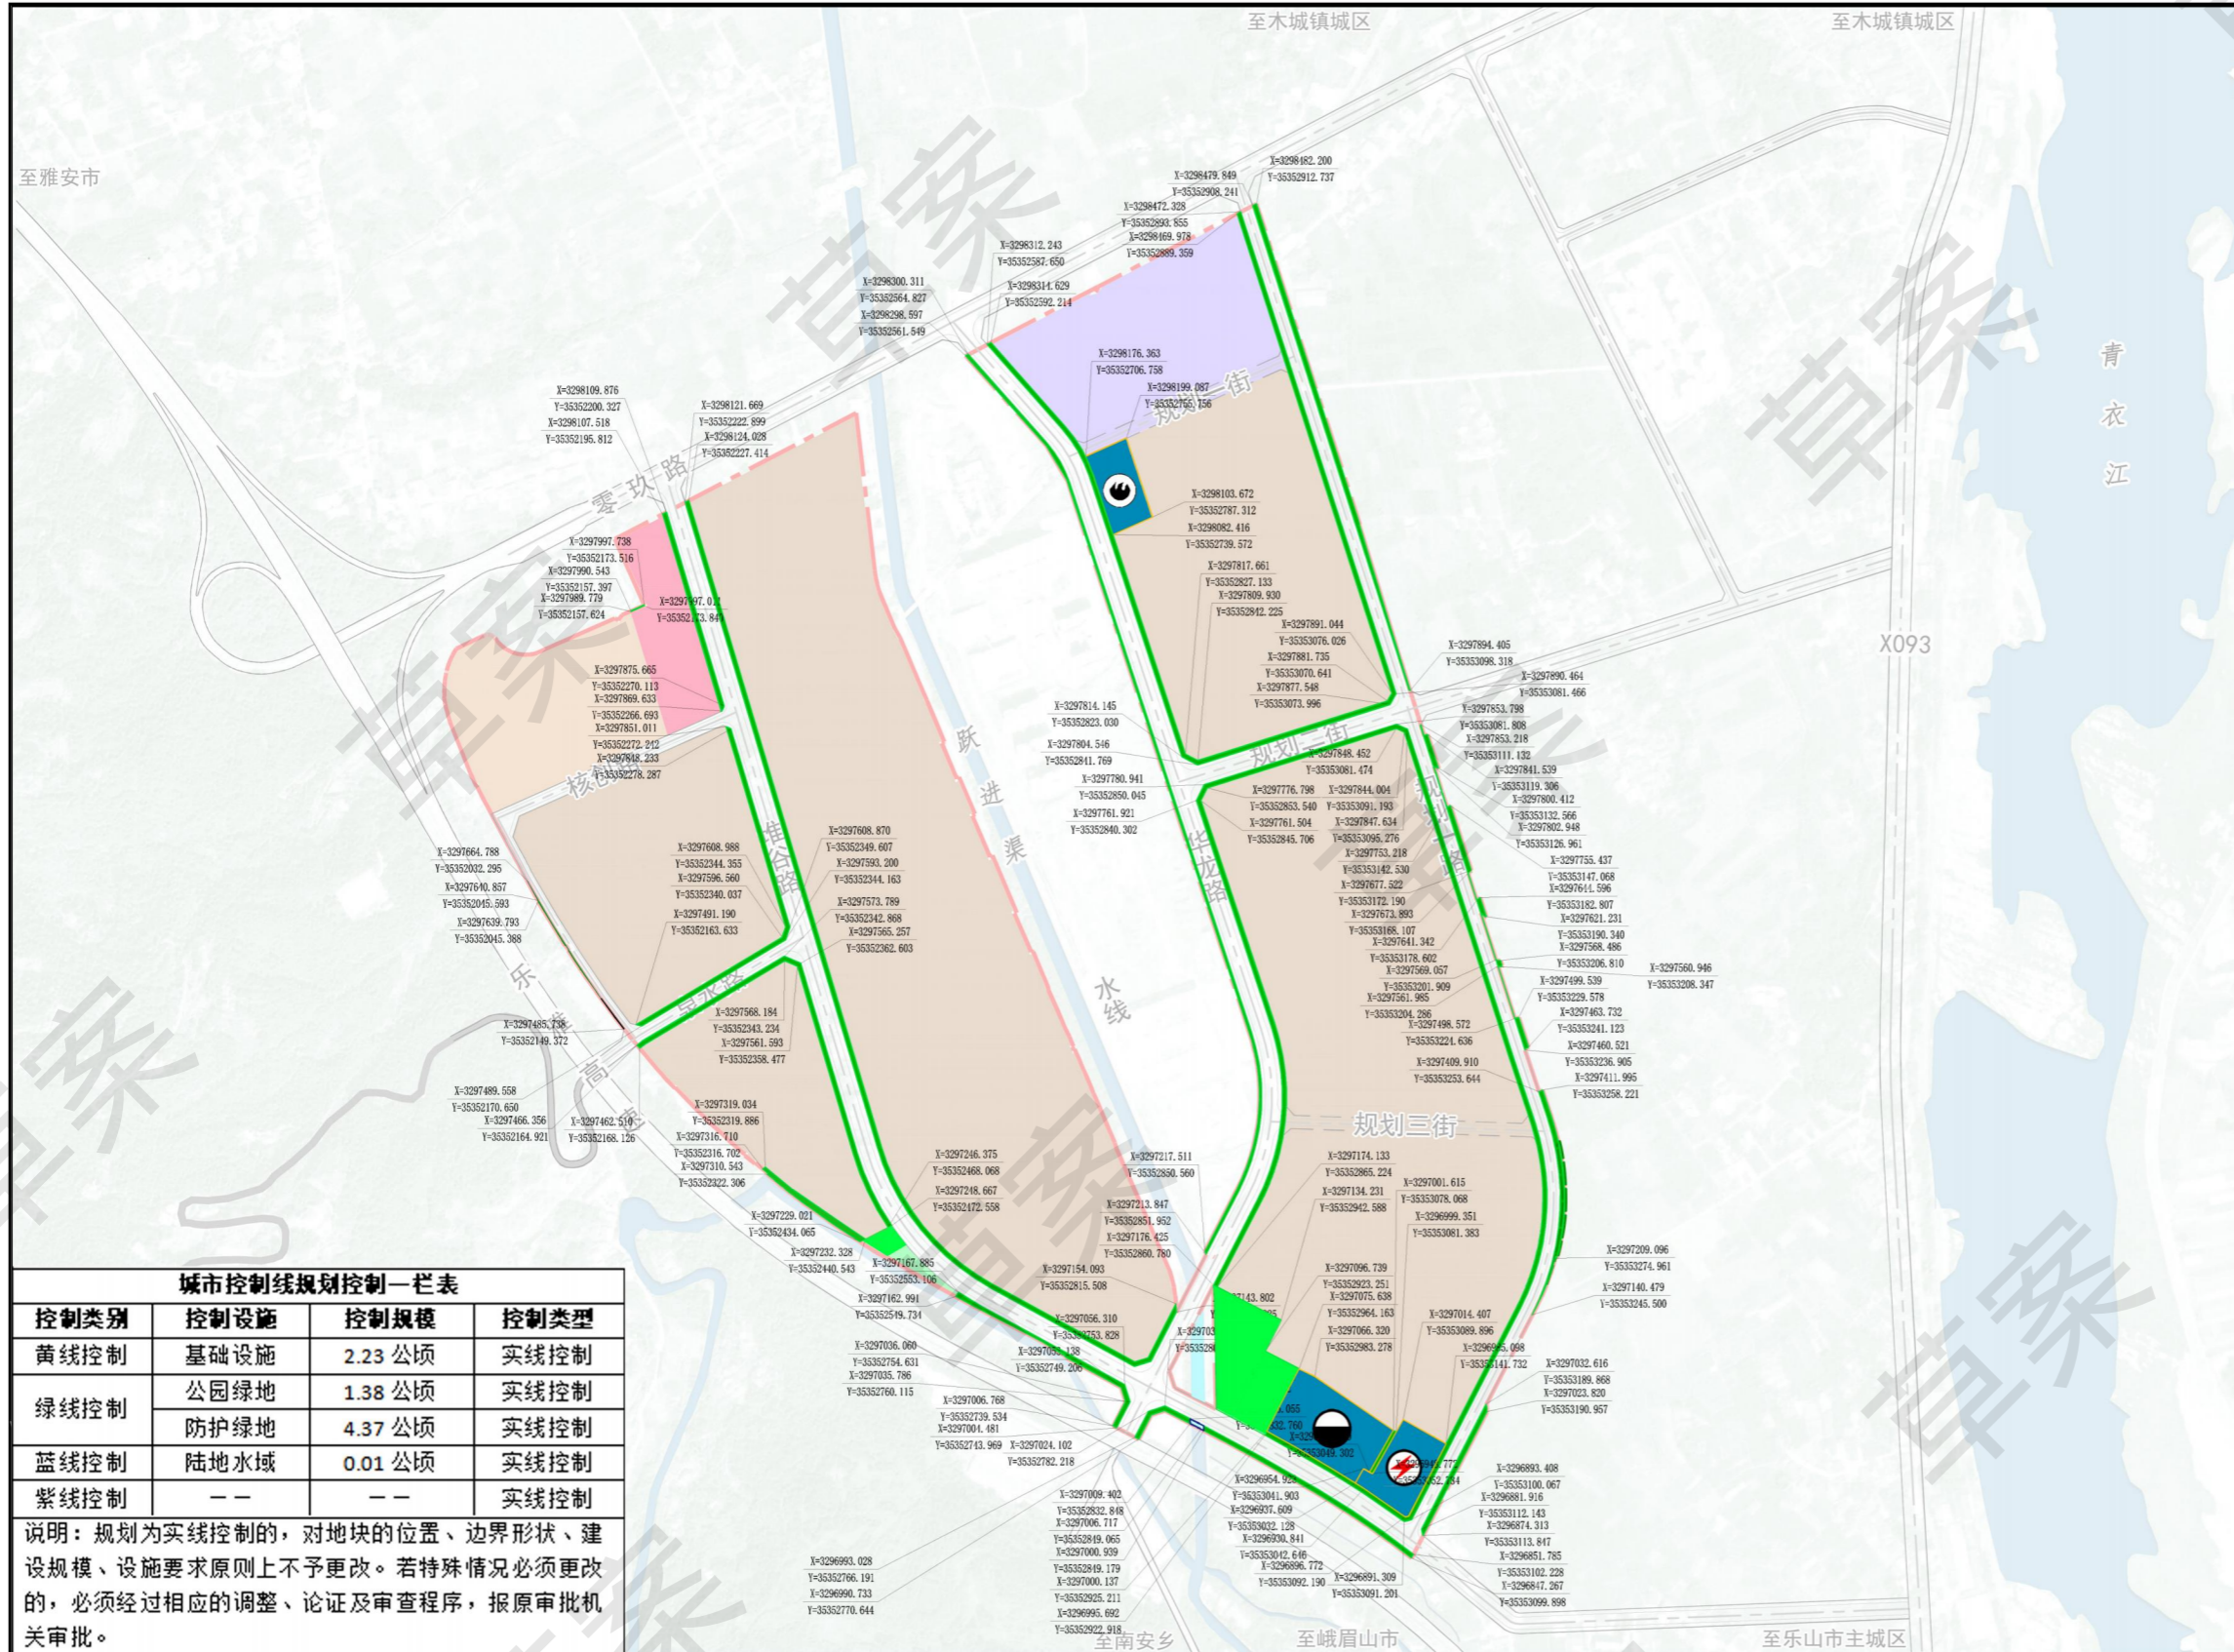 至木城镇城区
至木城镇城区
至雅安市
X=3298482.200
Y=35352912.737
X=3298479.849
Y=35352908.241
X=3298472.328
Y=35352893.855
X=3298469.978
Y=35352889.359
X=3298312.243
Y=35352587.650
X=3298314.629
Y=35352592.214
X=3298300.311
Y=35352564.827
X=3298298.597
Y=35352561.549
X=3298176.363
Y=35352706.758
X=3298199.087
Y=35352755.756
规划一街
X=3298109.876
Y=35352200.327
X=3298107.518
Y=35352195.812
X=3298121.669
Y=35352222.899
X=3298124.028
Y=35352227.414
零玖路
青衣江
X=3298103.672
Y=35352787.312
X=3298082.416
Y=35352739.572
X=3297997.738
Y=35352173.516
X=3297990.543
Y=35352157.397
X=3297989.779
Y=35352157.624
X=3297817.661
Y=35352827.133
X=3297809.930
Y=35352842.225
X=3297891.044
Y=35353076.026
X=3297881.735
Y=35353070.641
X=3297877.548
Y=35353073.996
X=3297894.405
Y=35353098.318
X=3297890.464
Y=35353081.466
X093
X=3297875.665
Y=35352270.113
X=3297869.633
Y=35352266.693
X=3297851.011
Y=35352272.242
X=3297848.233
Y=35352278.287
X=3297814.145
Y=35352823.030
X=3297804.546
Y=35352841.769
X=3297780.941
Y=35352850.045
X=3297761.921
Y=35352840.302
规划二街
X=3297853.798
Y=35353081.808
X=3297853.218
Y=35353111.132
X=3297841.539
Y=35353119.306
X=3297800.412
Y=35353132.566
X=3297802.948
Y=35353126.961
X=3297848.452
Y=35353081.474
X=3297776.798
Y=35352853.540
X=3297761.504
Y=35352845.706
X=3297844.004
Y=35353091.193
X=3297847.634
Y=35353095.276
X=3297753.218
Y=35353142.530
X=3297677.522
Y=35353172.190
X=3297673.893
Y=35353168.107
X=3297641.342
Y=35353178.602
X=3297569.057
Y=35353201.909
X=3297561.985
Y=35353204.286
X=3297755.437
Y=35353147.068
X=3297644.596
Y=35353182.807
X=3297621.231
Y=35353190.340
X=3297568.486
Y=35353206.810
X=3297560.946
Y=35353208.347
跃进渠
水线
华龙路
准谷路
X=3297608.870
Y=35352349.607
X=3297593.200
Y=35352344.163
X=3297573.789
Y=35352342.868
X=3297565.257
Y=35352362.603
X=3297608.988
Y=35352344.355
X=3297596.560
Y=35352340.037
X=3297491.190
Y=35352163.633
X=3297664.788
Y=35352032.295
X=3297640.857
Y=35352045.593
X=3297639.793
Y=35352045.388
X=3297499.539
Y=35353229.578
X=3297463.732
Y=35353241.123
X=3297460.521
Y=35353236.905
X=3297498.572
Y=35353224.636
X=3297409.910
Y=35353253.644
X=3297411.995
Y=35353258.221
乐雅高速
X=3297485.738
Y=35352149.372
X=3297568.184
Y=35352343.234
X=3297561.593
Y=35352358.477
X=3297489.558
Y=35352170.650
X=3297466.356
Y=35352164.921
X=3297462.510
Y=35352168.126
X=3297319.034
Y=35352319.886
X=3297316.710
Y=35352316.702
X=3297310.543
Y=35352322.306
规划三街
X=3297246.375
Y=35352468.068
X=3297248.667
Y=35352472.558
X=3297217.511
Y=35352850.560
X=3297174.133
Y=35352865.224
X=3297134.231
Y=35352942.588
X=3297001.615
Y=35353078.068
X=3296999.351
Y=35353081.383
X=3297229.021
Y=35352434.065
X=3297232.328
Y=35352440.543
X=3297213.847
Y=35352851.952
X=3297176.425
Y=35352860.780
X=3297167.885
Y=35352553.106
X=3297162.991
Y=35352549.734
X=3297154.093
Y=35352815.508
X=3297209.096
Y=35353274.961
X=3297140.479
Y=35353245.500
X=3297096.739
Y=35352923.251
X=3297075.638
Y=35352964.163
X=3297066.320
Y=35352983.278
X=3297014.407
Y=35353089.896
X=3297056.310
Y=35352753.828
X=3297036.060
Y=35352754.631
X=3297035.786
Y=35352760.115
X=3297032.616
Y=35353189.868
X=3297023.820
Y=35353190.957
X=3297006.768
Y=35352739.534
X=3297004.481
Y=35352743.969
X=3297024.102
Y=35352782.218
X=3297009.402
Y=35352832.848
X=3297006.717
Y=35352849.065
X=3297000.939
Y=35352849.179
X=3297000.137
Y=35352925.211
X=3296995.692
Y=35352922.918
X=3296993.028
Y=35352766.191
X=3296990.733
Y=35352770.644
Y=35353041.903
X=3296937.609
Y=35353032.128
X=3296930.841
Y=35353042.646
X=3296896.772
Y=35353092.190
X=3296891.309
Y=35353091.201
X=3296893.408
Y=35353100.067
X=3296881.916
Y=35353112.143
X=3296874.313
Y=35353113.847
X=3296851.785
Y=35353102.228
X=3296847.267
Y=35353099.898
至南安乡
至峨眉山市
至乐山市主城区
城市控制线规划控制一栏表
控制类别 控制设施 控制规模 控制类型
黄线控制 基础设施 2.23 公顷 实线控制
绿线控制 公园绿地 1.38 公顷 实线控制
防护绿地 4.37 公顷 实线控制
蓝线控制 陆地水域 0.01 公顷 实线控制
紫线控制 —— —— 实线控制
说明：规划为实线控制的，对地块的位置、边界形状、建
设规模、设施要求原则上不予更改。若特殊情况必须更改
的，必须经过相应的调整、论证及审查程序，报原审批机
关审批。
草案
草案
草案
草案
草案
草案
草案
草案